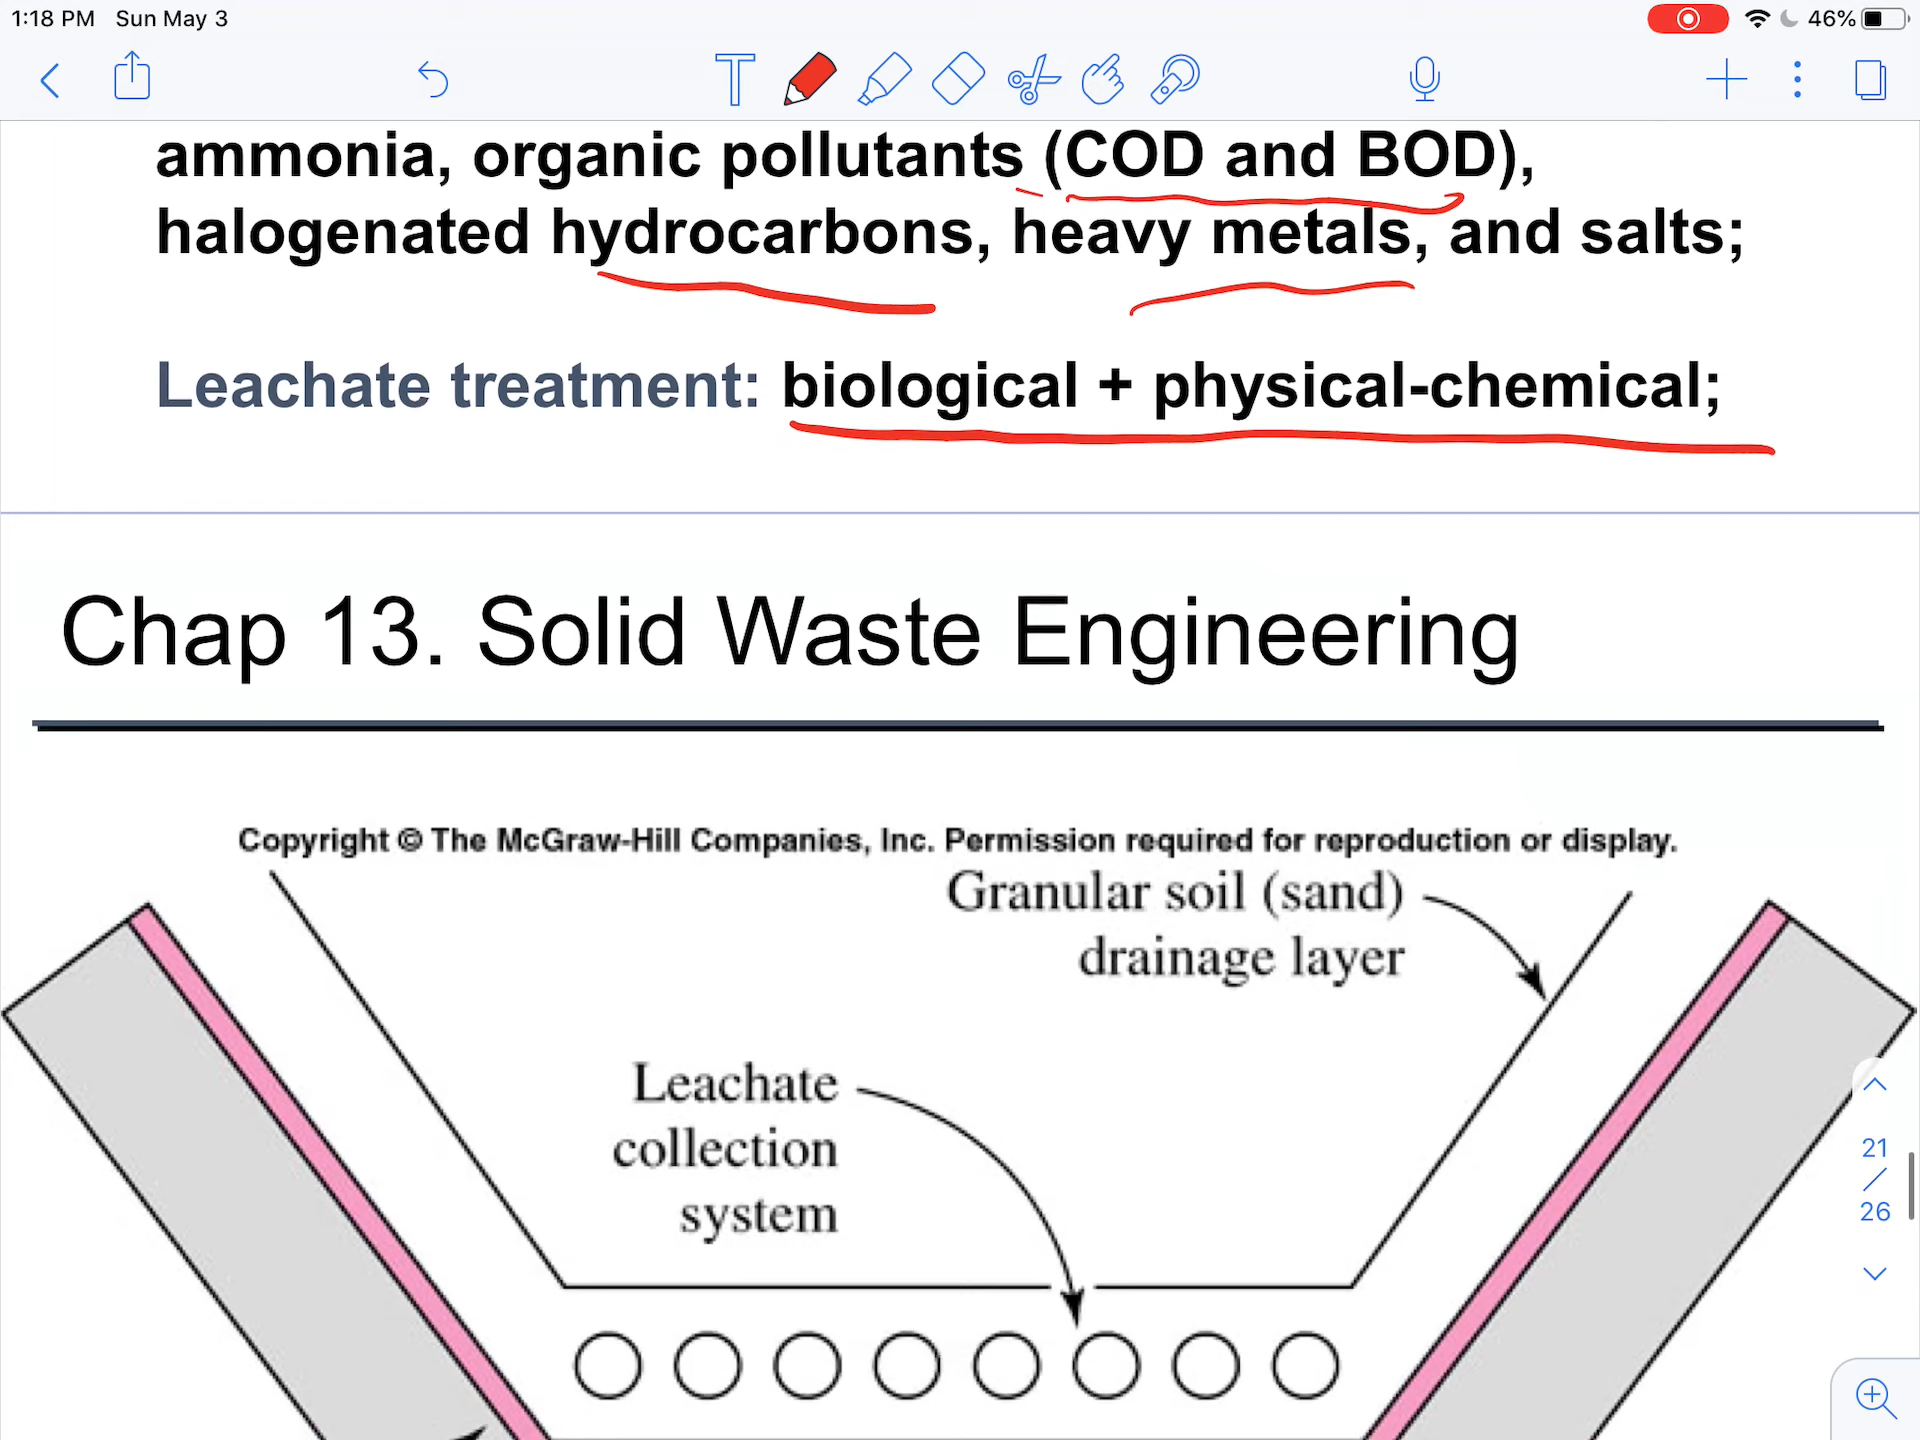 1:18 PM Sun May 3
46%
T
ammonia, organic pollutants (COD and BOD),
halogenated hydrocarbons, heavy metals, and salts;
Leachate treatment: biological + physical-chemical;
Chap 13. Solid Waste Engineering
Copyright © The McGraw-Hill Companies, Inc. Permission required for reproduction or display.
Granular soil (sand)
drainage layer
Leachate
collection
system
21
/
26